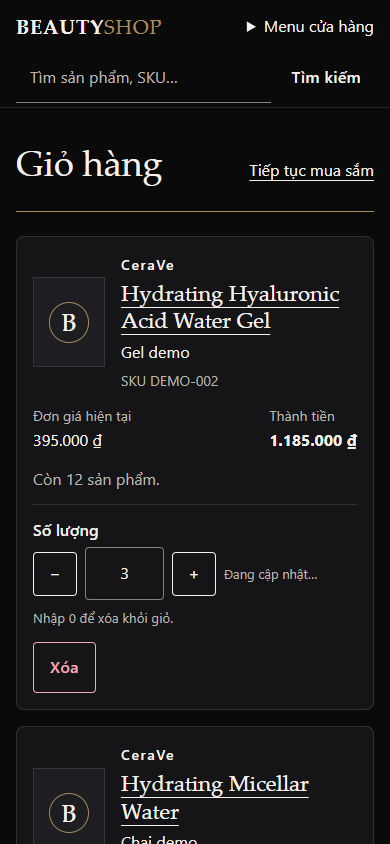 BEAUTYSHOP
▶ Menu cửa hàng
Tìm sản phẩm, SKU...
Tìm kiếm
Giỏ hàng
Tiếp tục mua sắm
CeraVe
B
Hydrating Hyaluronic
Acid Water Gel
Gel demo
SKU DEMO-002
Đơn giá hiện tại
Thành tiền
395.000 ₫
1.185.000 ₫
Còn 12 sản phẩm.
Số lượng
− 3 + Đang cập nhật...
Nhập 0 để xóa khỏi giỏ.
Xóa
CeraVe
B
Hydrating Micellar
Water
Chai demo